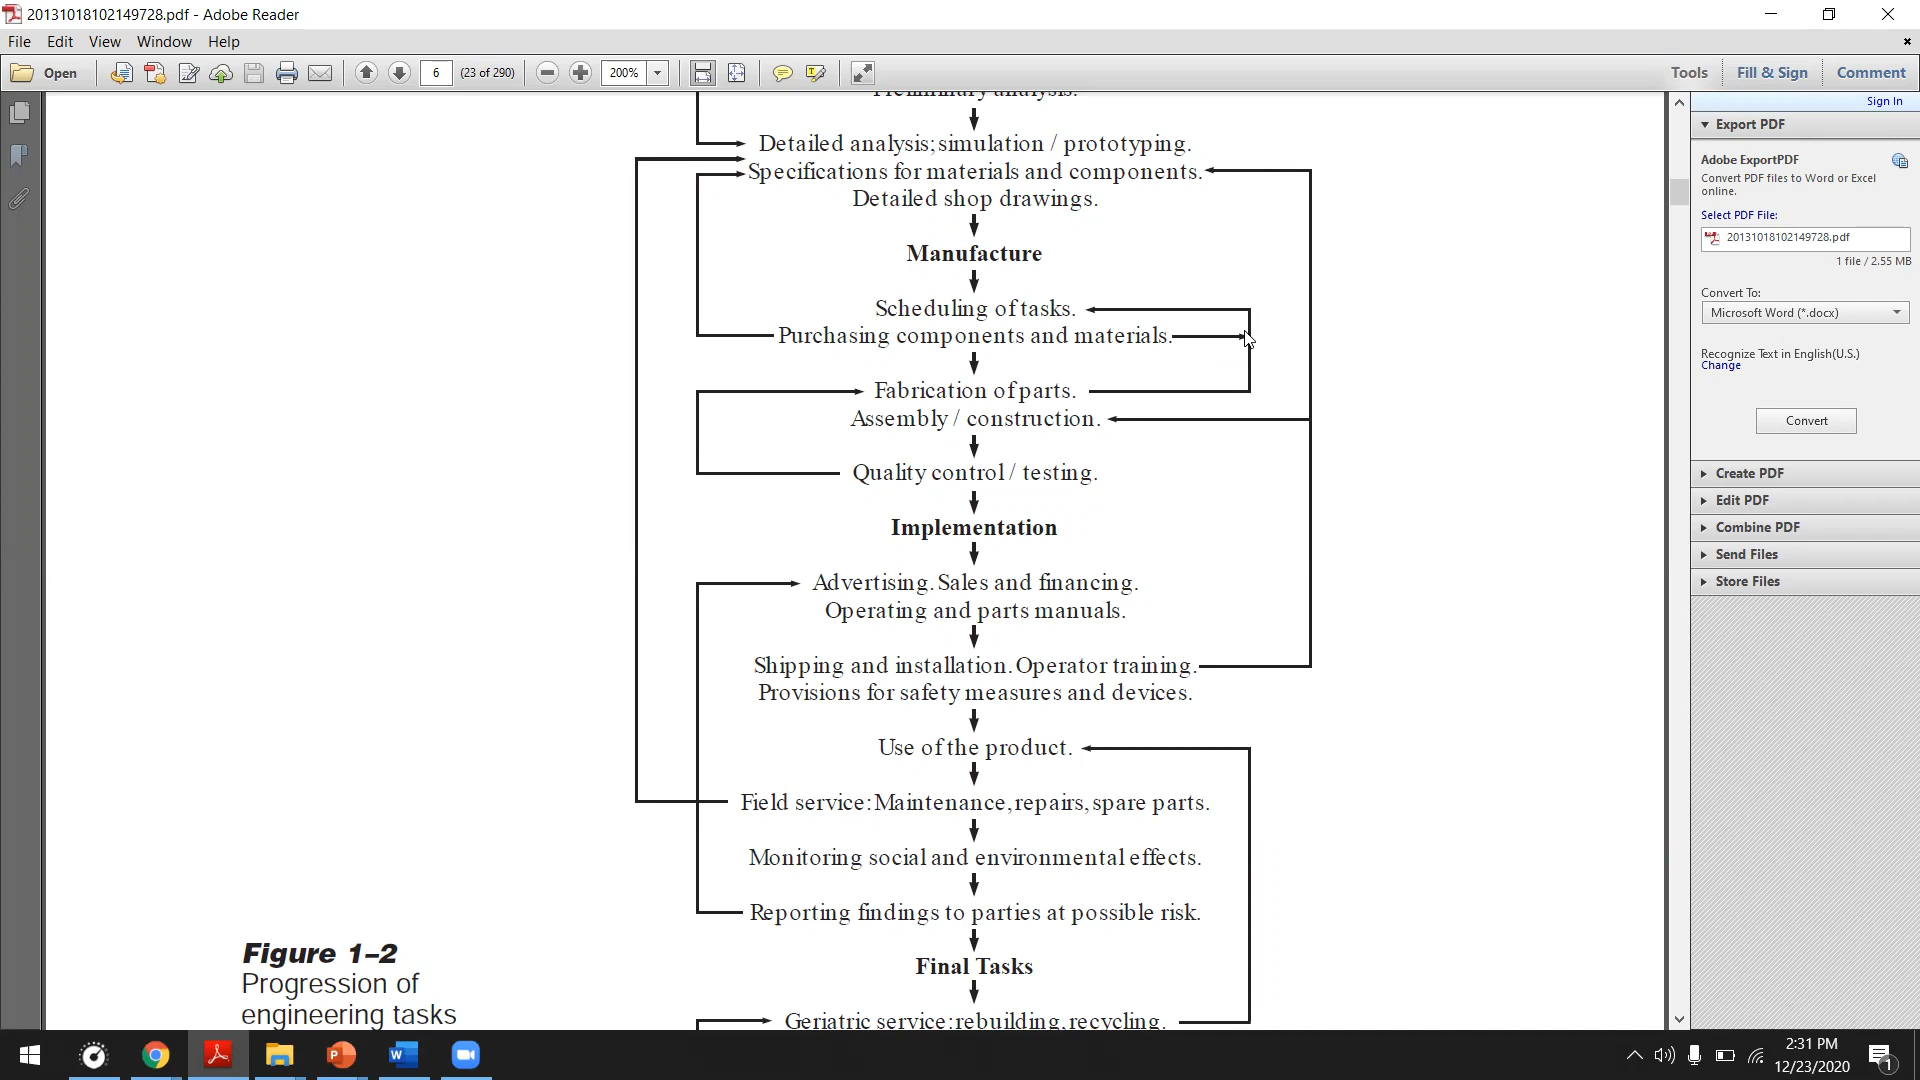 20131018102149728.pdf - Adobe Reader
File Edit View Window Help
Open 6 (23 of 290) 200% Tools Fill & Sign Comment
Sign In
Preliminary analysis.
Detailed analysis; simulation / prototyping.
Specifications for materials and components.
Detailed shop drawings.
Manufacture
Scheduling of tasks.
Purchasing components and materials.
Fabrication of parts.
Assembly / construction.
Quality control / testing.
Implementation
Advertising. Sales and financing.
Operating and parts manuals.
Shipping and installation. Operator training.
Provisions for safety measures and devices.
Use of the product.
Field service: Maintenance, repairs, spare parts.
Monitoring social and environmental effects.
Reporting findings to parties at possible risk.
Final Tasks
Geriatric service: rebuilding, recycling.
Figure 1–2
Progression of
engineering tasks
Export PDF
Adobe ExportPDF
Convert PDF files to Word or Excel
online.
Select PDF File:
20131018102149728.pdf
1 file / 2.55 MB
Convert To:
Microsoft Word (*.docx)
Recognize Text in English(U.S.)
Change
Convert
Create PDF
Edit PDF
Combine PDF
Send Files
Store Files
2:31 PM
12/23/2020
1